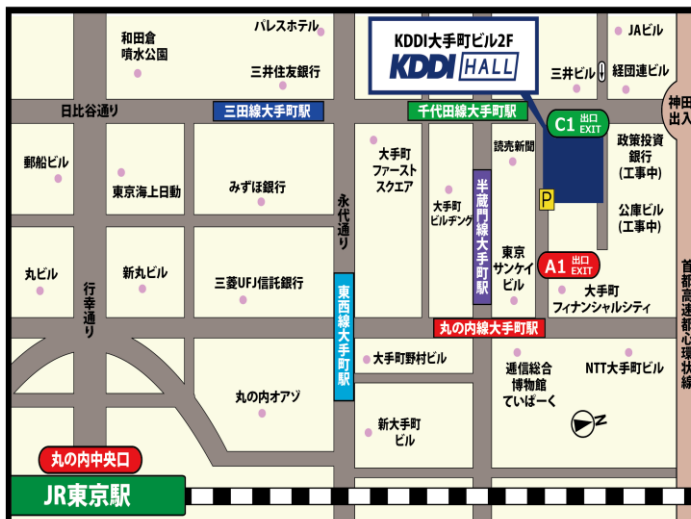 和田倉
噴水公園
パレスホテル
三井住友銀行
KDDI大手町ビル2F
KDDI HALL
三井ビル
JAビル
経団連ビル
日比谷通り
三田線大手町駅
千代田線大手町駅
C1 出口
EXIT
神田
出入
郵船ビル
東京海上日動
みずほ銀行
永代通り
大手町
ファースト
スクエア
大手町
ビルヂング
半蔵門線大手町駅
読売新聞
P
政策投資
銀行
(工事中)
公庫ビル
(工事中)
丸ビル
行幸通り
新丸ビル
三菱UFJ信託銀行
東西線大手町駅
東京
サンケイ
ビル
A1 出口
EXIT
大手町
フィナンシャルシティ
首都高速都心環状線
丸の内線大手町駅
丸の内オアゾ
大手町野村ビル
新大手町
ビル
逓信総合
博物館
ていぱーく
NTT大手町ビル
N
丸の内中央口
JR東京駅